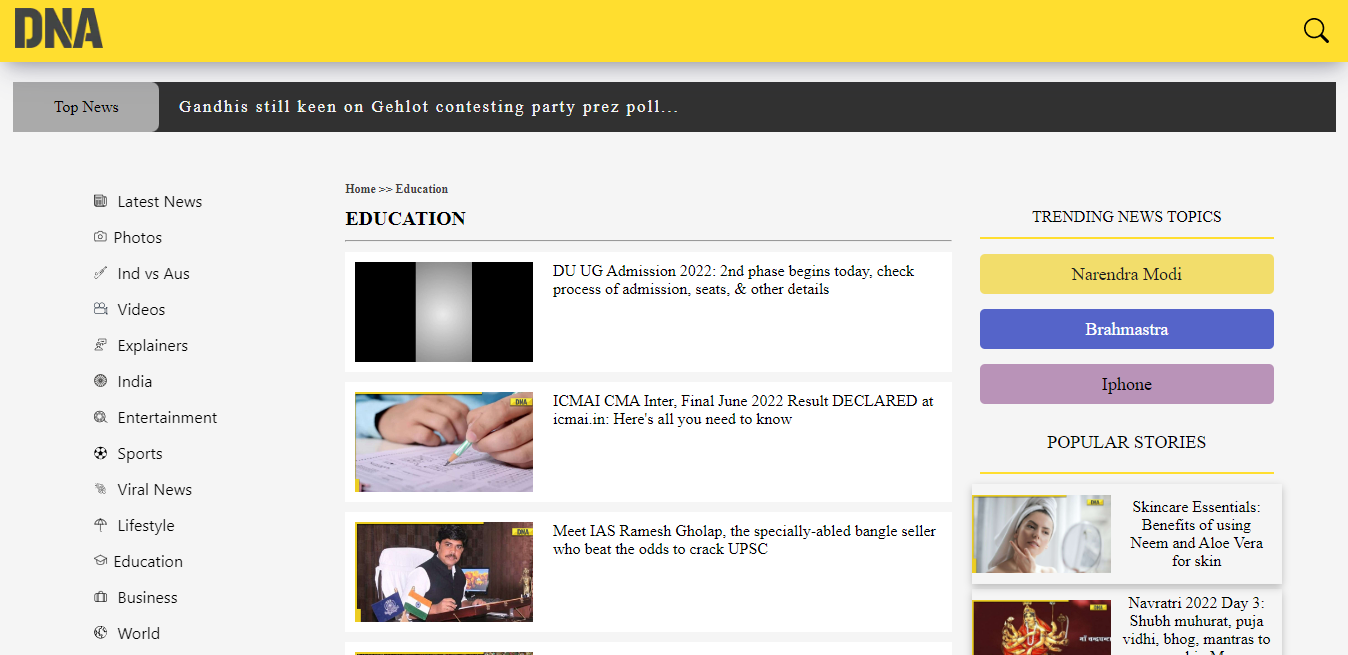 DNA
Top News
Gandhis still keen on Gehlot contesting party prez poll...
Latest News
Photos
Ind vs Aus
Videos
Explainers
India
Entertainment
Sports
Viral News
Lifestyle
Education
Business
World
Home >> Education
EDUCATION
DU UG Admission 2022: 2nd phase begins today, check
process of admission, seats, & other details
DNA
ICMAI CMA Inter, Final June 2022 Result DECLARED at
icmai.in: Here's all you need to know
DNA
Meet IAS Ramesh Gholap, the specially-abled bangle seller
who beat the odds to crack UPSC
TRENDING NEWS TOPICS
Narendra Modi
Brahmastra
Iphone
POPULAR STORIES
DNA
Skincare Essentials:
Benefits of using
Neem and Aloe Vera
for skin
DNA
Navratri 2022 Day 3:
Shubh muhurat, puja
vidhi, bhog, mantras to